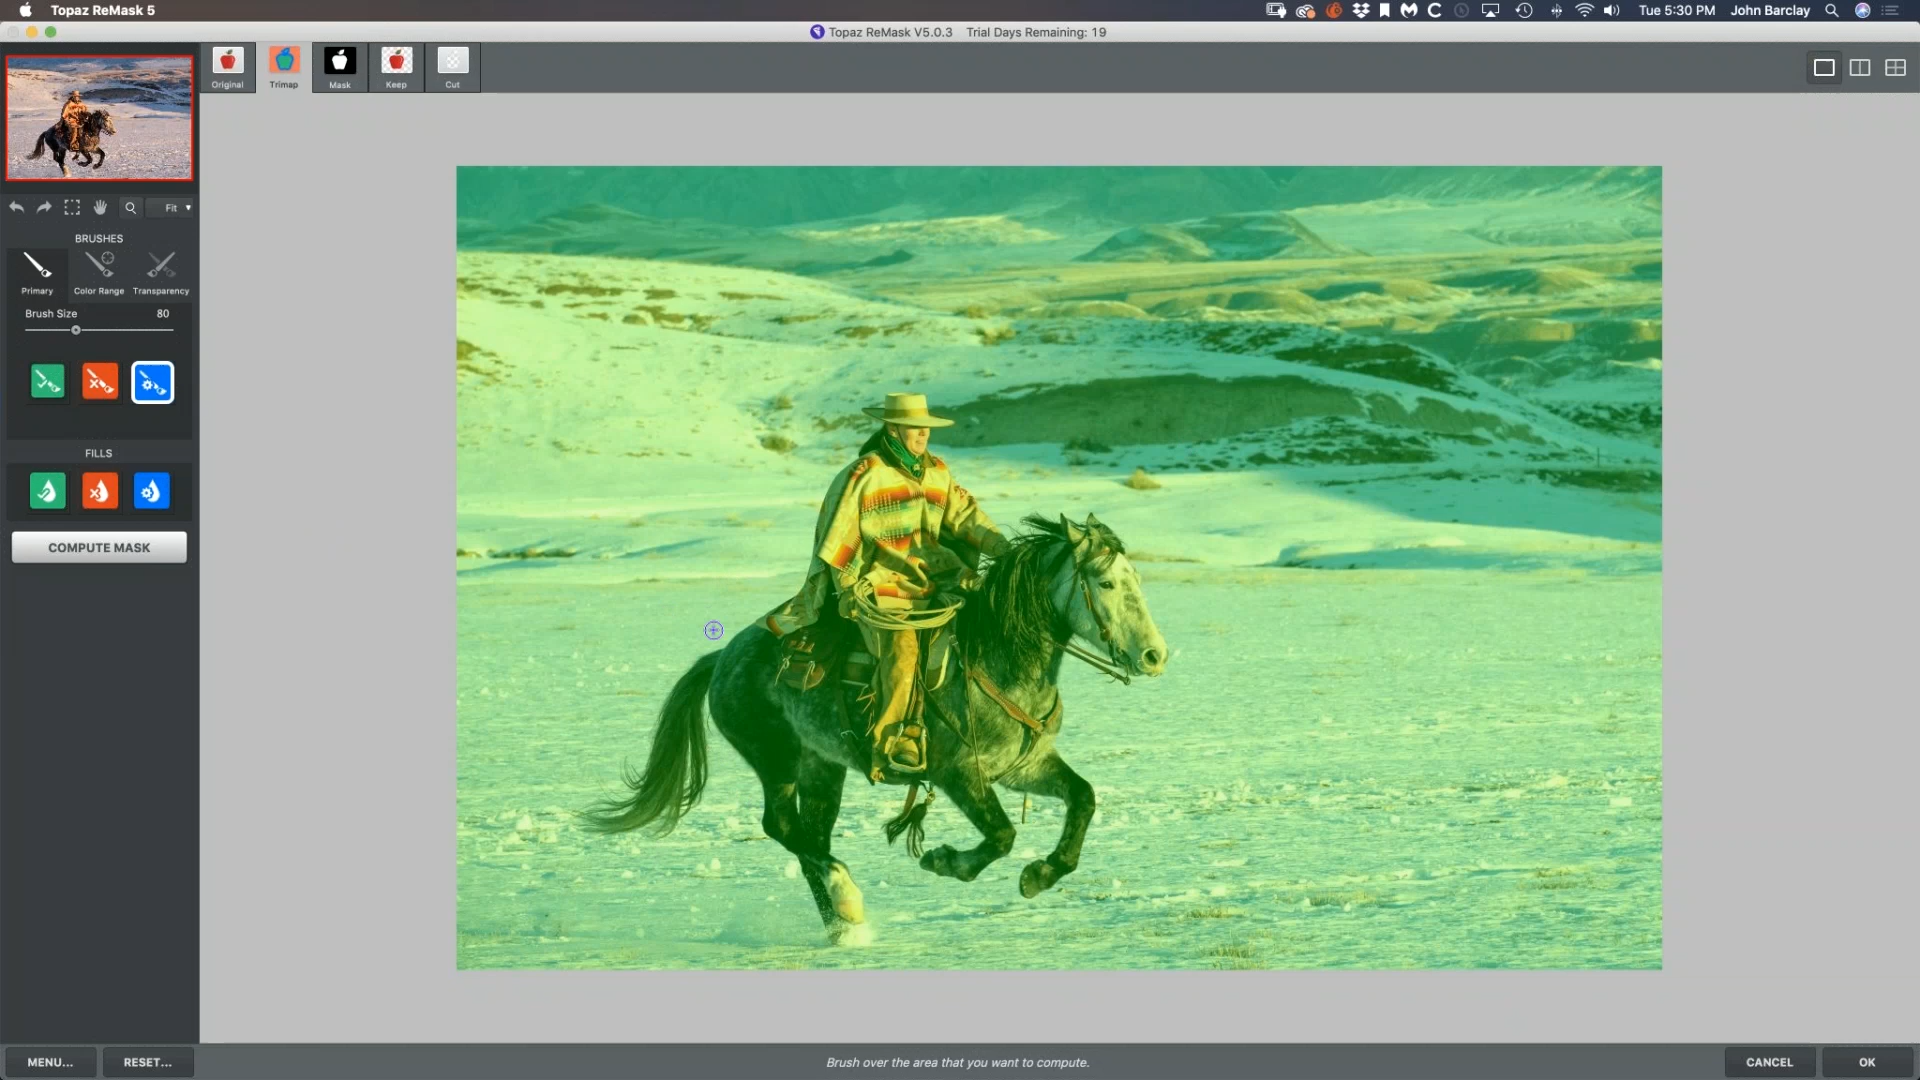 Topaz ReMask 5
Tue 5:30 PM
John Barclay
Topaz ReMask V5.0.3 Trial Days Remaining: 19
Original
Trimap
Mask
Keep
Cut
Fit
BRUSHES
Primary
Color Range
Transparency
Brush Size 80
FILLS
COMPUTE MASK
MENU...
RESET...
Brush over the area that you want to compute.
CANCEL
OK